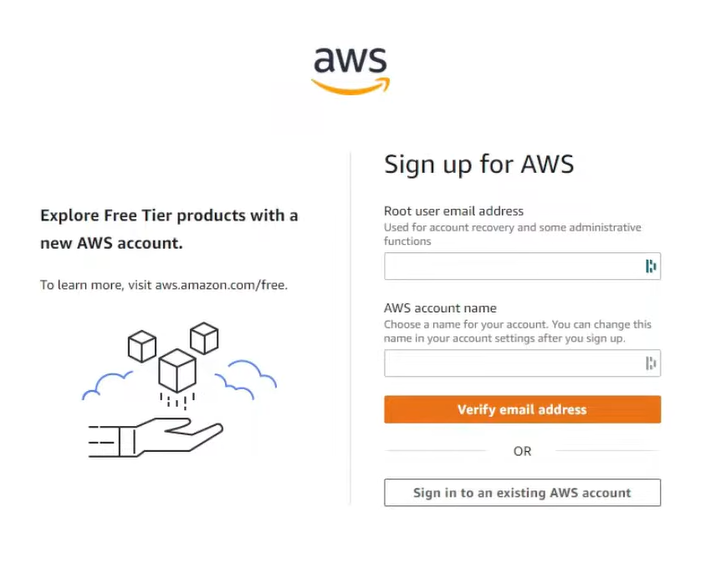 aws
Explore Free Tier products with a
new AWS account.
To learn more, visit aws.amazon.com/free.
Sign up for AWS
Root user email address
Used for account recovery and some administrative
functions
AWS account name
Choose a name for your account. You can change this
name in your account settings after you sign up.
Verify email address
OR
Sign in to an existing AWS account